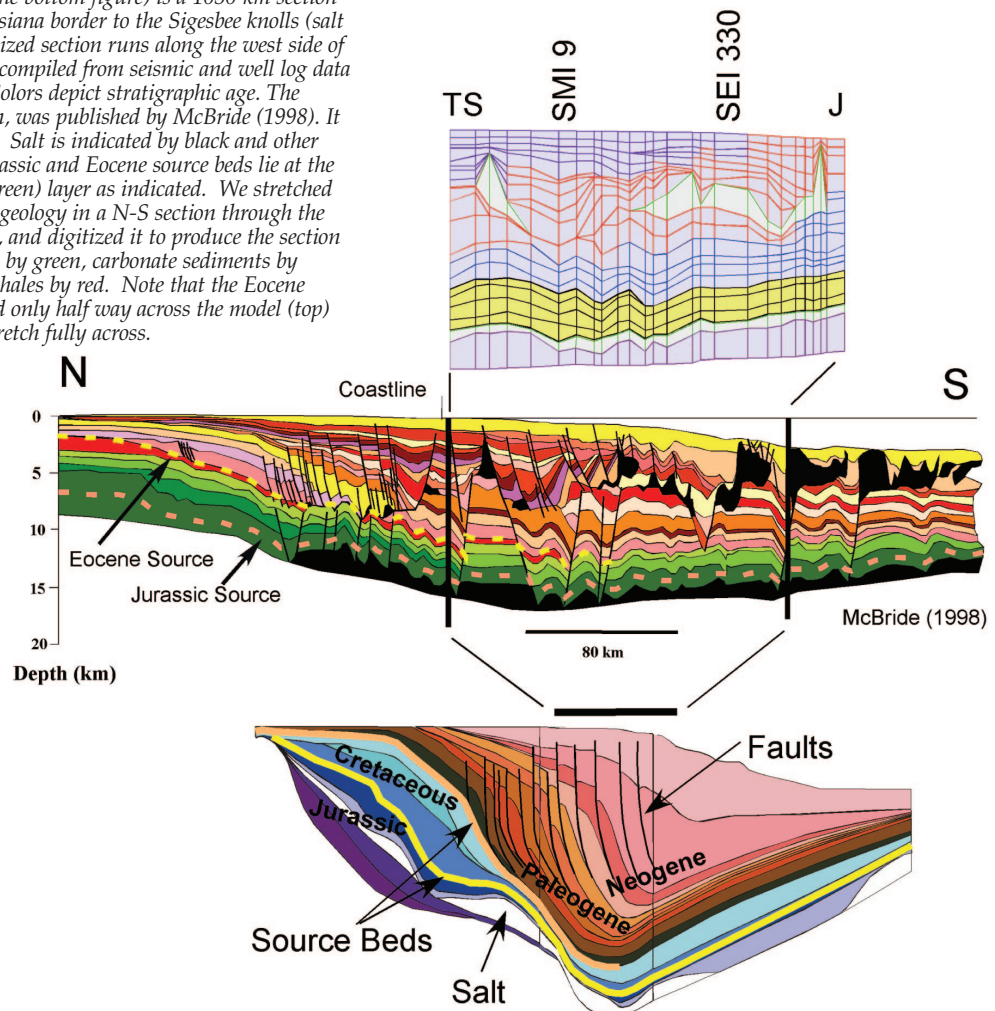 ne bottom figure) is a 1030 km section
siana border to the Sigesbee knolls (salt
ized section runs along the west side of
compiled from seismic and well log data
olors depict stratigraphic age. The
n, was published by McBride (1998). It
Salt is indicated by black and other
assic and Eocene source beds lie at the
reen) layer as indicated. We stretched
geology in a N-S section through the
, and digitized it to produce the section
by green, carbonate sediments by
hales by red. Note that the Eocene
d only half way across the model (top)
retch fully across.
TS
SMI 9
SEI 330
J
N
Coastline
S
0
5
10
15
20
Eocene Source
Jurassic Source
McBride (1998)
80 km
Depth (km)
Faults
Cretaceous
Jurassic
Neogene
Paleogene
Source Beds
Salt